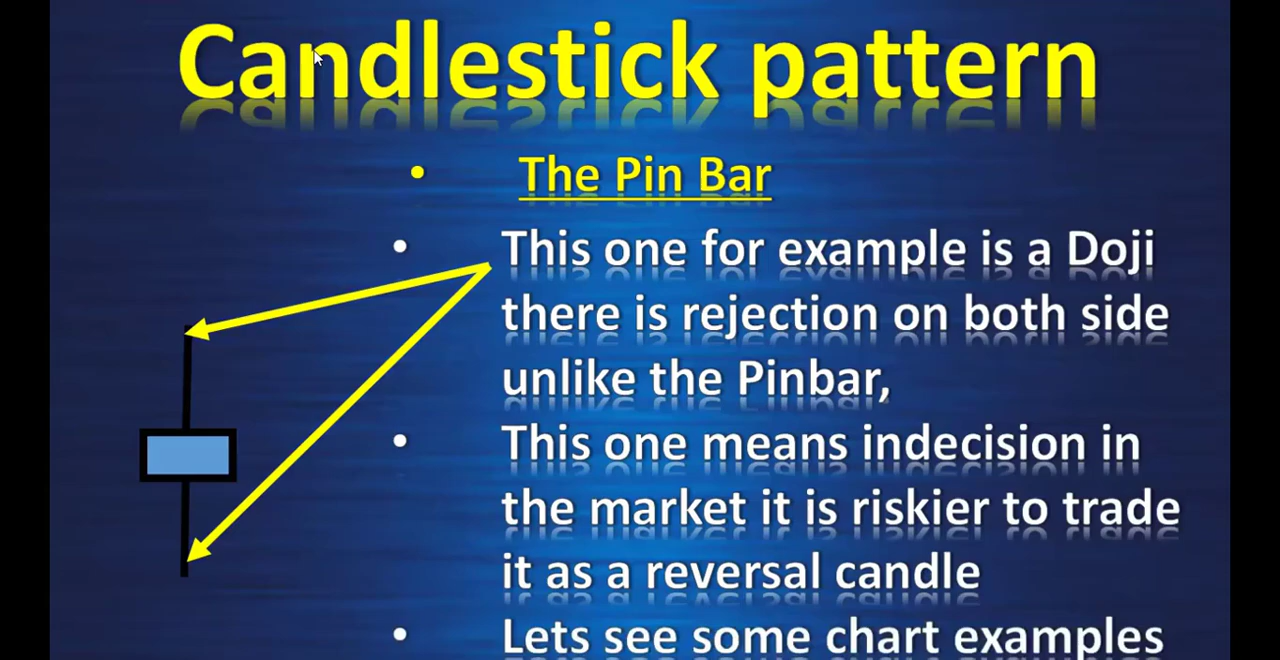 Candlestick pattern
• The Pin Bar
• This one for example is a Doji
there is rejection on both side
unlike the Pinbar,
• This one means indecision in
the market it is riskier to trade
it as a reversal candle
• Lets see some chart examples